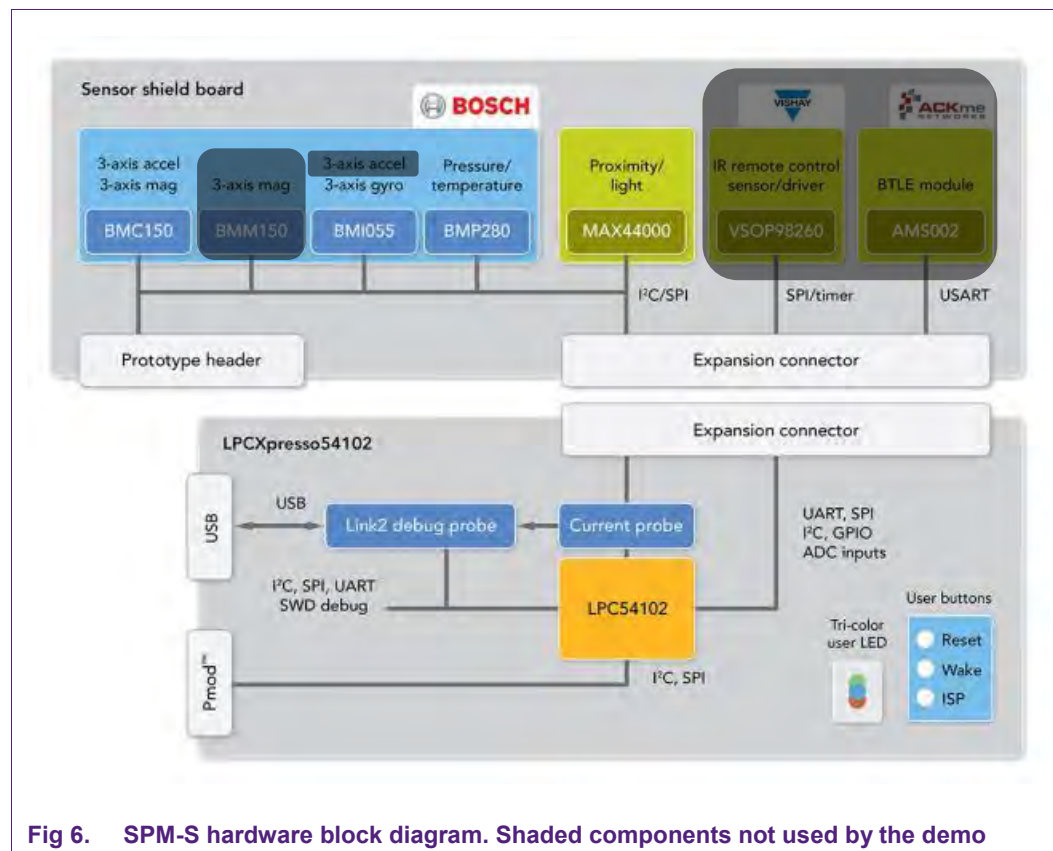 Sensor shield board
BOSCH
VISHAY
ACKme
NETWORKS
3-axis accel
3-axis mag
3-axis mag
3-axis accel
3-axis gyro
Pressure/
temperature
Proximity/
light
IR remote control
sensor/driver
BTLE module
BMC150
BMM150
BMI055
BMP280
MAX44000
VSOP98260
AMS002
I²C/SPI
SPI/timer
USART
Prototype header
Expansion connector
Expansion connector
LPCXpresso54102
USB
USB
Link2 debug probe
Current probe
UART, SPI
I²C, GPIO
ADC inputs
I²C, SPI, UART
SWD debug
LPC54102
Tri-color
user LED
User buttons
Reset
Wake
ISP
Pmod™
I²C, SPI
Fig 6. SPM-S hardware block diagram. Shaded components not used by the demo